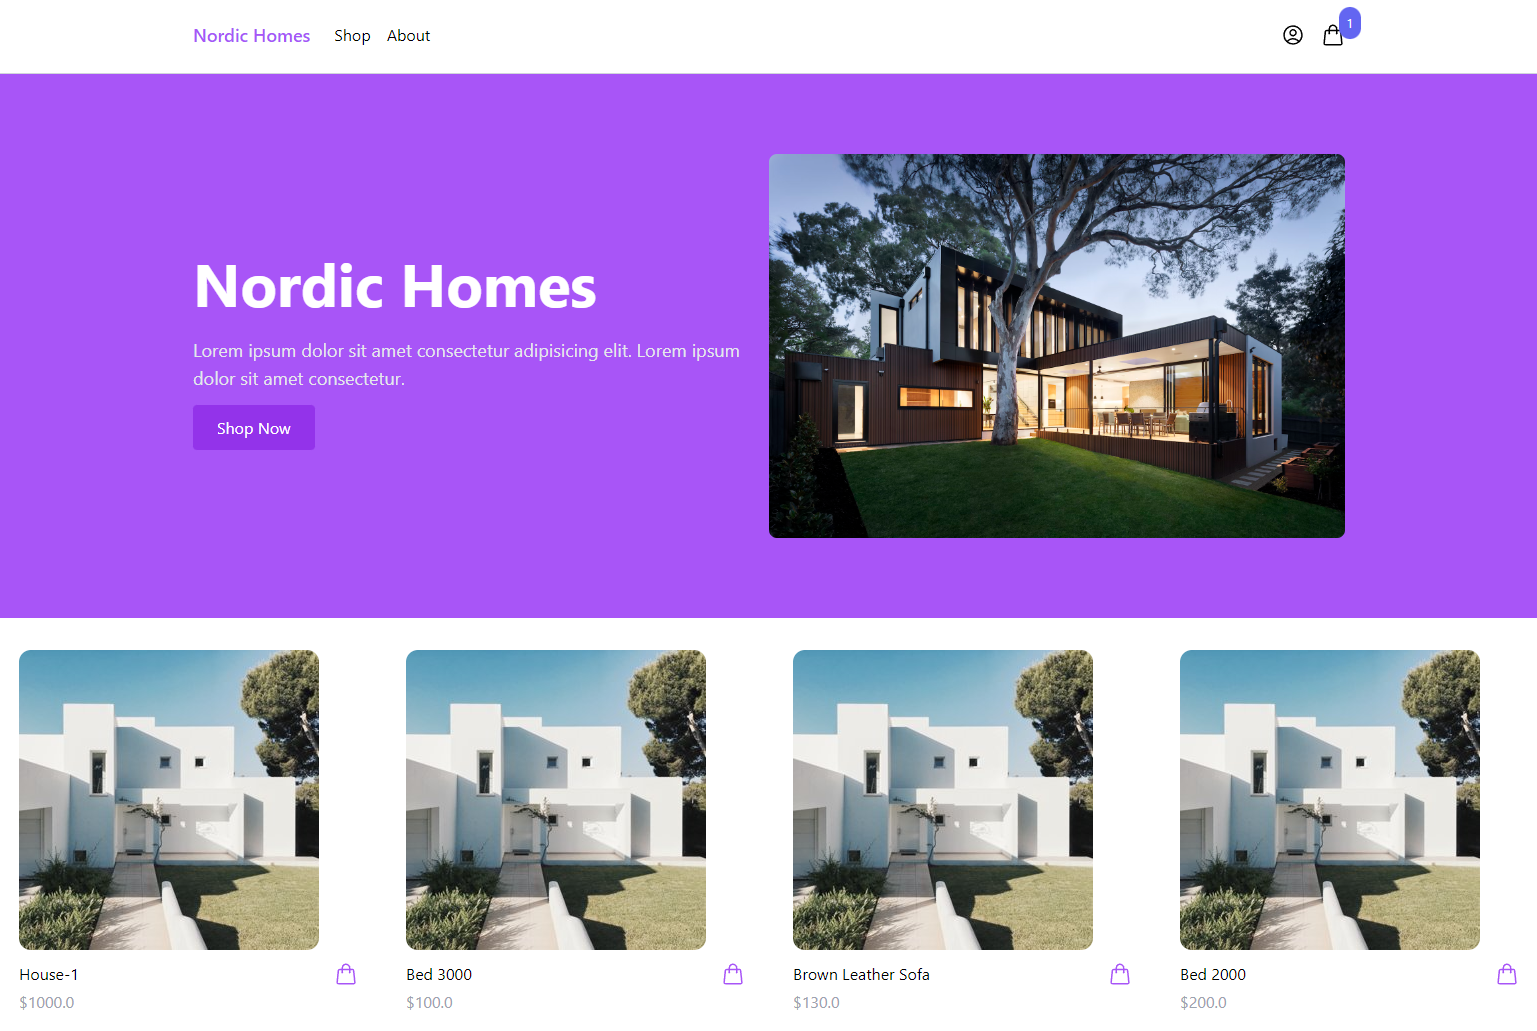 Nordic Homes Shop About 1
Nordic Homes
Lorem ipsum dolor sit amet consectetur adipisicing elit. Lorem ipsum
dolor sit amet consectetur.
Shop Now
House-1
$1000.0
Bed 3000
$100.0
Brown Leather Sofa
$130.0
Bed 2000
$200.0